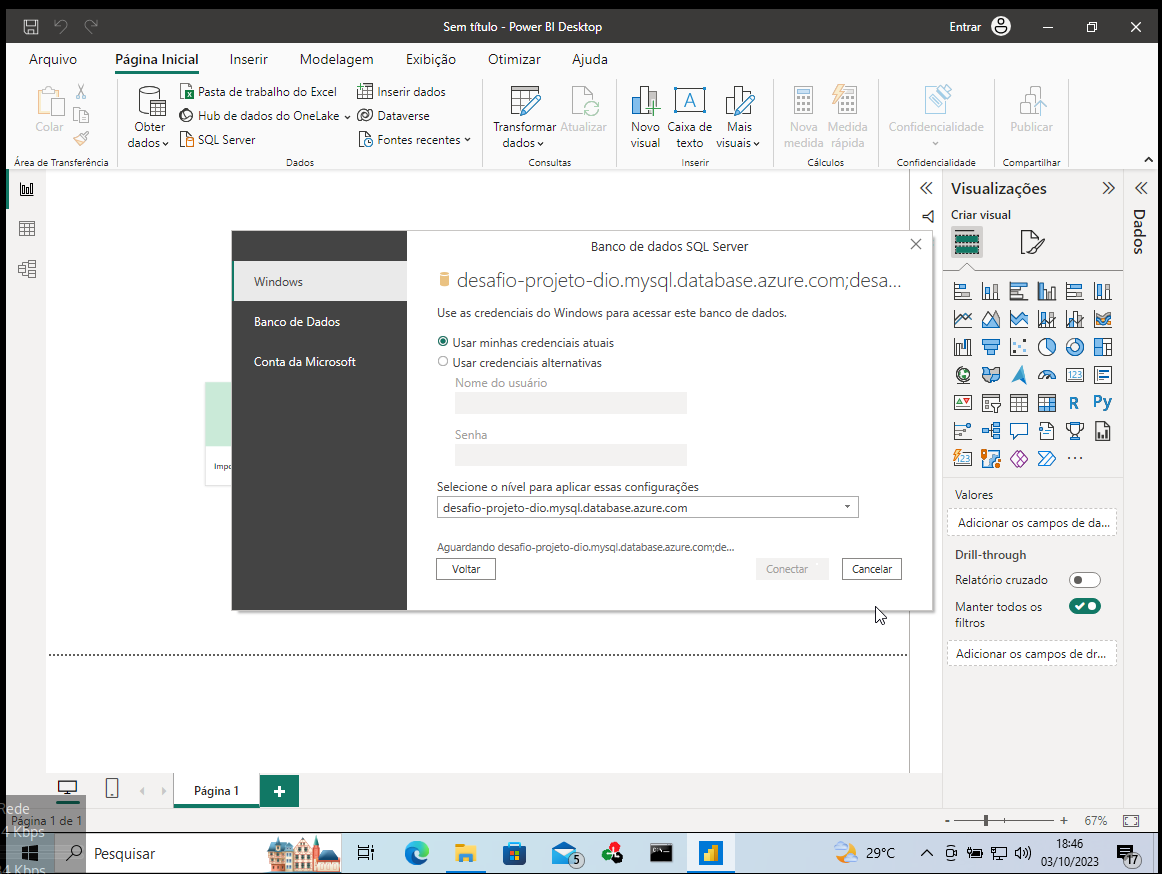 Sem título - Power BI Desktop
Entrar
Arquivo
Página Inicial
Inserir
Modelagem
Exibição
Otimizar
Ajuda
Colar
Área de Transferência
Obter
dados
Pasta de trabalho do Excel
Hub de dados do OneLake
SQL Server
Inserir dados
Dataverse
Fontes recentes
Dados
Transformar
dados
Atualizar
Consultas
Novo
visual
Caixa de
texto
Mais
visuais
Inserir
Nova
medida
Medida
rápida
Cálculos
Confidencialidade
Confidencialidade
Publicar
Compartilhar
Banco de dados SQL Server
Windows
Banco de Dados
Conta da Microsoft
desafio-projeto-dio.mysql.database.azure.com;desa...
Use as credenciais do Windows para acessar este banco de dados.
Usar minhas credenciais atuais
Usar credenciais alternativas
Nome do usuário
Senha
Selecione o nível para aplicar essas configurações
desafio-projeto-dio.mysql.database.azure.com
Aguardando desafio-projeto-dio.mysql.database.azure.com;de...
Voltar
Conectar
Cancelar
Impo
Visualizações
Criar visual
123
R
Py
123
...
Valores
Adicionar os campos de da...
Drill-through
Relatório cruzado
Manter todos os
filtros
Adicionar os campos de dr...
Dados
Página 1
Página 1 de 1
67%
Rede
4 Kbps
4 Kbps
Pesquisar
5
29°C
18:46
03/10/2023
17